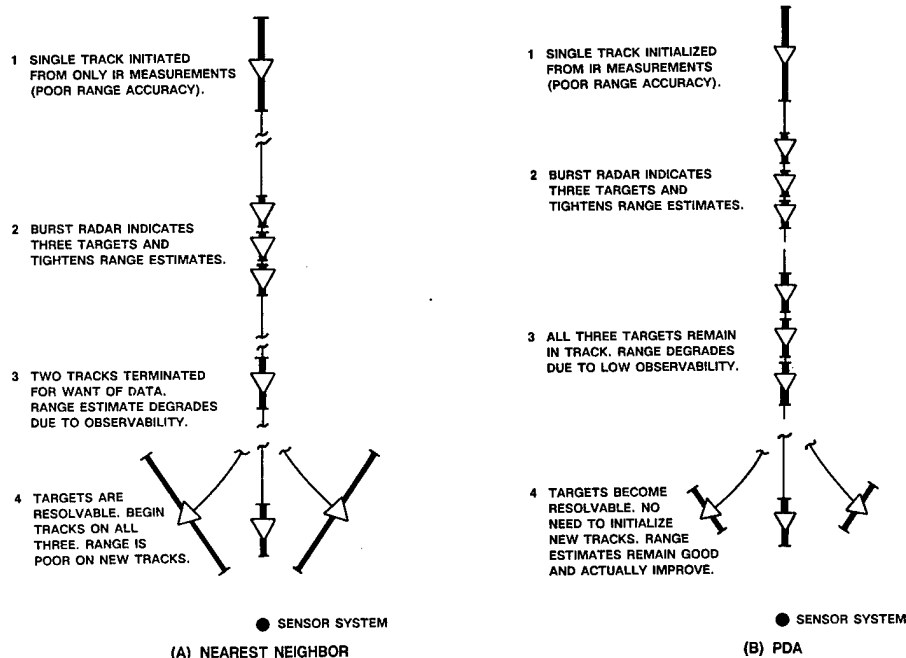 1 SINGLE TRACK INITIATED
FROM ONLY IR MEASUREMENTS
(POOR RANGE ACCURACY).
2 BURST RADAR INDICATES
THREE TARGETS AND
TIGHTENS RANGE ESTIMATES.
3 TWO TRACKS TERMINATED
FOR WANT OF DATA.
RANGE ESTIMATE DEGRADES
DUE TO OBSERVABILITY.
4 TARGETS ARE
RESOLVABLE. BEGIN
TRACKS ON ALL
THREE. RANGE IS
POOR ON NEW TRACKS.
SENSOR SYSTEM
(A) NEAREST NEIGHBOR
1 SINGLE TRACK INITIALIZED
FROM IR MEASUREMENTS
(POOR RANGE ACCURACY).
2 BURST RADAR INDICATES
THREE TARGETS AND
TIGHTENS RANGE ESTIMATES.
3 ALL THREE TARGETS REMAIN
IN TRACK. RANGE DEGRADES
DUE TO LOW OBSERVABILITY.
4 TARGETS BECOME
RESOLVABLE. NO
NEED TO INITIALIZE
NEW TRACKS. RANGE
ESTIMATES REMAIN GOOD
AND ACTUALLY IMPROVE.
SENSOR SYSTEM
(B) PDA